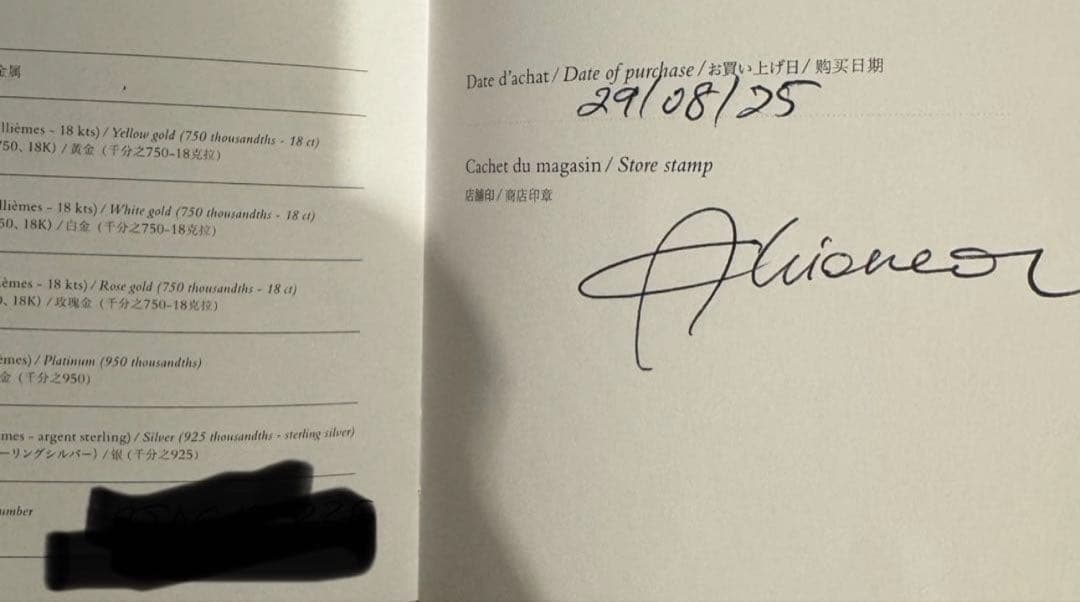 金属
llièmes - 18 kts) / Yellow gold (750 thousandths - 18 ct)
750、18K) / 黄金（千分之750-18克拉）
llièmes - 18 kts) / White gold (750 thousandths - 18 ct)
50、18K) / 白金（千分之750-18克拉）
èmes - 18 kts) / Rose gold (750 thousandths - 18 ct)
0、18K) / 玫瑰金（千分之750-18克拉）
èmes) / Platinum (950 thousandths)
金（千分之950）
mes - argent sterling) / Silver (925 thousandths - sterling silver)
ーリングシルバー) / 银（千分之925）
umber
Date d'achat / Date of purchase / お買い上げ日 / 购买日期
29/08/25
Cachet du magasin / Store stamp
店舗印 / 商店印章